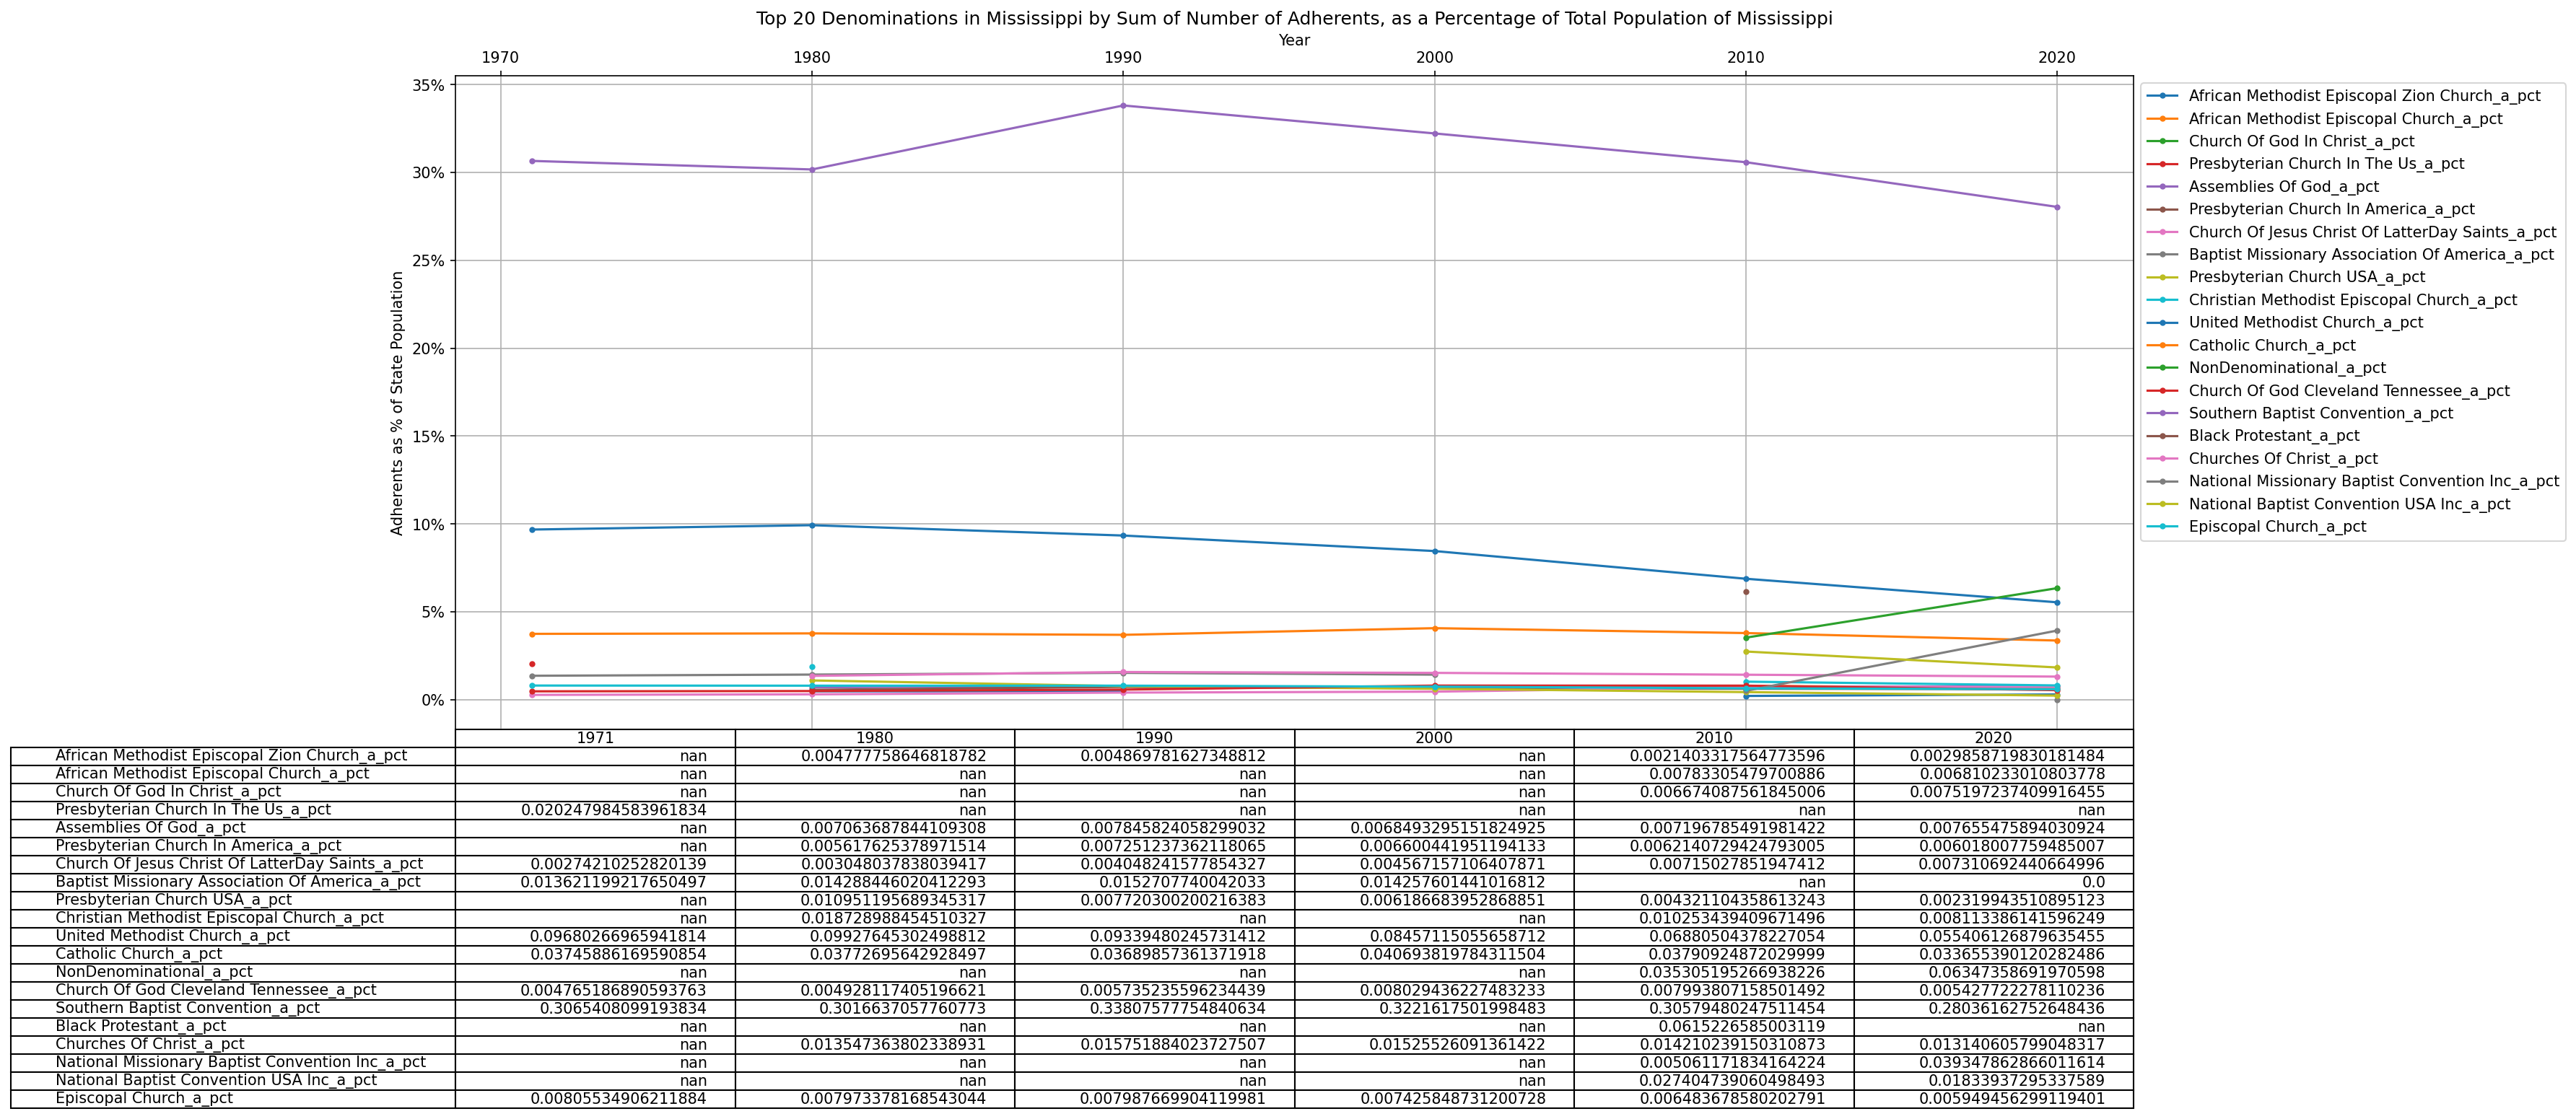 Top 20 Denominations in Mississippi by Sum of Number of Adherents, as a Percentage of Total Population of Mississippi
Year
1970 1980 1990 2000 2010 2020
35%
30%
25%
20%
15%
10%
5%
0%
Adherents as % of State Population
African Methodist Episcopal Zion Church_a_pct
African Methodist Episcopal Church_a_pct
Church Of God In Christ_a_pct
Presbyterian Church In The Us_a_pct
Assemblies Of God_a_pct
Presbyterian Church In America_a_pct
Church Of Jesus Christ Of LatterDay Saints_a_pct
Baptist Missionary Association Of America_a_pct
Presbyterian Church USA_a_pct
Christian Methodist Episcopal Church_a_pct
United Methodist Church_a_pct
Catholic Church_a_pct
NonDenominational_a_pct
Church Of God Cleveland Tennessee_a_pct
Southern Baptist Convention_a_pct
Black Protestant_a_pct
Churches Of Christ_a_pct
National Missionary Baptist Convention Inc_a_pct
National Baptist Convention USA Inc_a_pct
Episcopal Church_a_pct
1971 1980 1990 2000 2010 2020
African Methodist Episcopal Zion Church_a_pct nan 0.004777758646818782 0.004869781627348812 nan 0.0021403317564773596 0.0029858719830181484
African Methodist Episcopal Church_a_pct nan nan nan nan 0.00783305479700886 0.006810233010803778
Church Of God In Christ_a_pct nan nan nan nan 0.006674087561845006 0.0075197237409916455
Presbyterian Church In The Us_a_pct 0.020247984583961834 nan nan nan nan nan
Assemblies Of God_a_pct nan 0.007063687844109308 0.007845824058299032 0.0068493295151824925 0.007196785491981422 0.007655475894030924
Presbyterian Church In America_a_pct nan 0.005617625378971514 0.007251237362118065 0.006600441951194133 0.0062140729424793005 0.006018007759485007
Church Of Jesus Christ Of LatterDay Saints_a_pct 0.00274210252820139 0.003048037838039417 0.004048241577854327 0.004567157106407871 0.00715027851947412 0.007310692440664996
Baptist Missionary Association Of America_a_pct 0.013621199217650497 0.014288446020412293 0.0152707740042033 0.014257601441016812 nan 0.0
Presbyterian Church USA_a_pct nan 0.010951195689345317 0.007720300200216383 0.006186683952868851 0.004321104358613243 0.002319943510895123
Christian Methodist Episcopal Church_a_pct nan 0.018728988454510327 nan nan 0.010253439409671496 0.008113386141596249
United Methodist Church_a_pct 0.09680266965941814 0.09927645302498812 0.09339480245731412 0.08457115055658712 0.06880504378227054 0.055406126879635455
Catholic Church_a_pct 0.03745886169590854 0.03772695642928497 0.03689857361371918 0.040693819784311504 0.03790924872029999 0.033655390120282486
NonDenominational_a_pct nan nan nan nan 0.035305195266938226 0.06347358691970598
Church Of God Cleveland Tennessee_a_pct 0.004765186890593763 0.004928117405196621 0.005735235596234439 0.008029436227483233 0.007993807158501492 0.005427722278110236
Southern Baptist Convention_a_pct 0.3065408099193834 0.3016637057760773 0.33807577754840634 0.3221617501998483 0.30579480247511454 0.28036162752648436
Black Protestant_a_pct nan nan nan nan 0.0615226585003119 nan
Churches Of Christ_a_pct nan 0.013547363802338931 0.015751884023727507 0.01525526091361422 0.014210239150310873 0.013140605799048317
National Missionary Baptist Convention Inc_a_pct nan nan nan nan 0.005061171834164224 0.039347862866011614
National Baptist Convention USA Inc_a_pct nan nan nan nan 0.027404739060498493 0.01833937295337589
Episcopal Church_a_pct 0.00805534906211884 0.007973378168543044 0.007987669904119981 0.007425848731200728 0.006483678580202791 0.005949456299119401